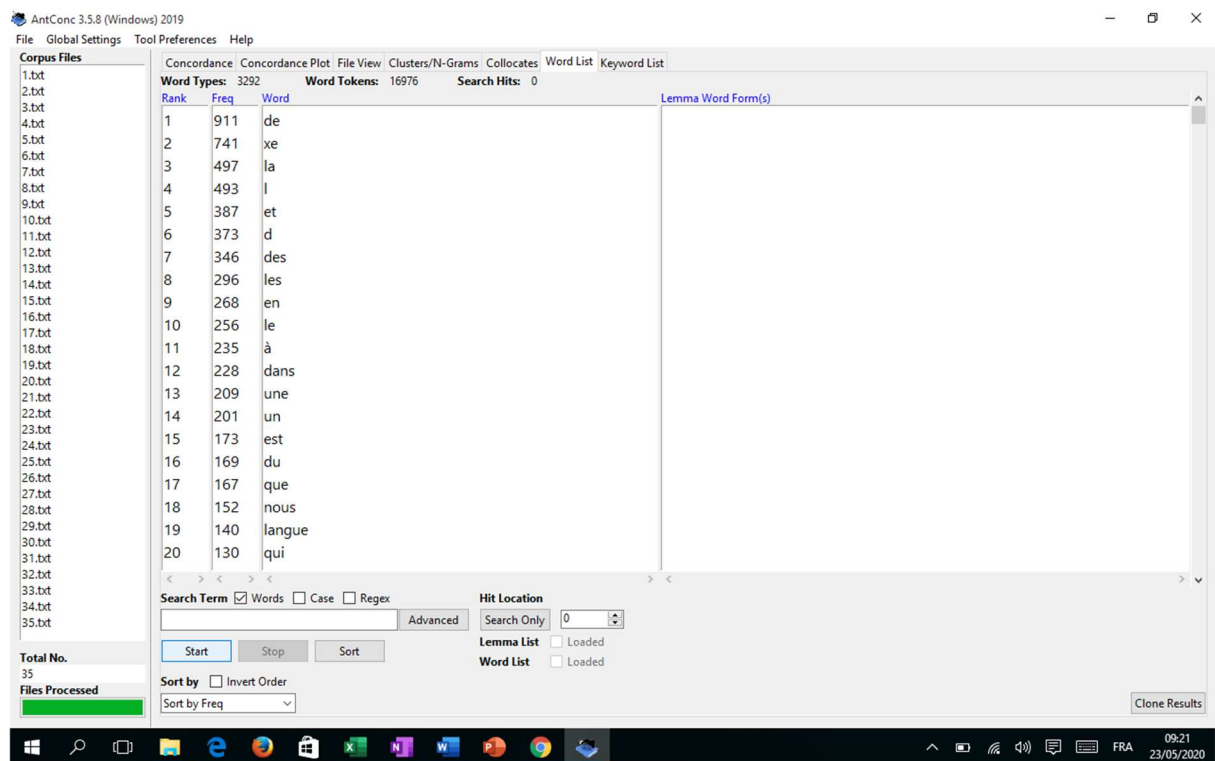 AntConc 3.5.8 (Windows) 2019
File Global Settings Tool Preferences Help
Corpus Files
1.txt
2.txt
3.txt
4.txt
5.txt
6.txt
7.txt
8.txt
9.txt
10.txt
11.txt
12.txt
13.txt
14.txt
15.txt
16.txt
17.txt
18.txt
19.txt
20.txt
21.txt
22.txt
23.txt
24.txt
25.txt
26.txt
27.txt
28.txt
29.txt
30.txt
31.txt
32.txt
33.txt
34.txt
35.txt
Total No.
35
Files Processed
Concordance Concordance Plot File View Clusters/N-Grams Collocates Word List Keyword List
Word Types: 3292 Word Tokens: 16976 Search Hits: 0
Rank Freq Word Lemma Word Form(s)
1 911 de
2 741 xe
3 497 la
4 493 l
5 387 et
6 373 d
7 346 des
8 296 les
9 268 en
10 256 le
11 235 à
12 228 dans
13 209 une
14 201 un
15 173 est
16 169 du
17 167 que
18 152 nous
19 140 langue
20 130 qui
Search Term Words Case Regex Hit Location
Advanced Search Only 0
Start Stop Sort Lemma List Loaded
Word List Loaded
Sort by Invert Order
Sort by Freq Clone Results
FRA 09:21
23/05/2020